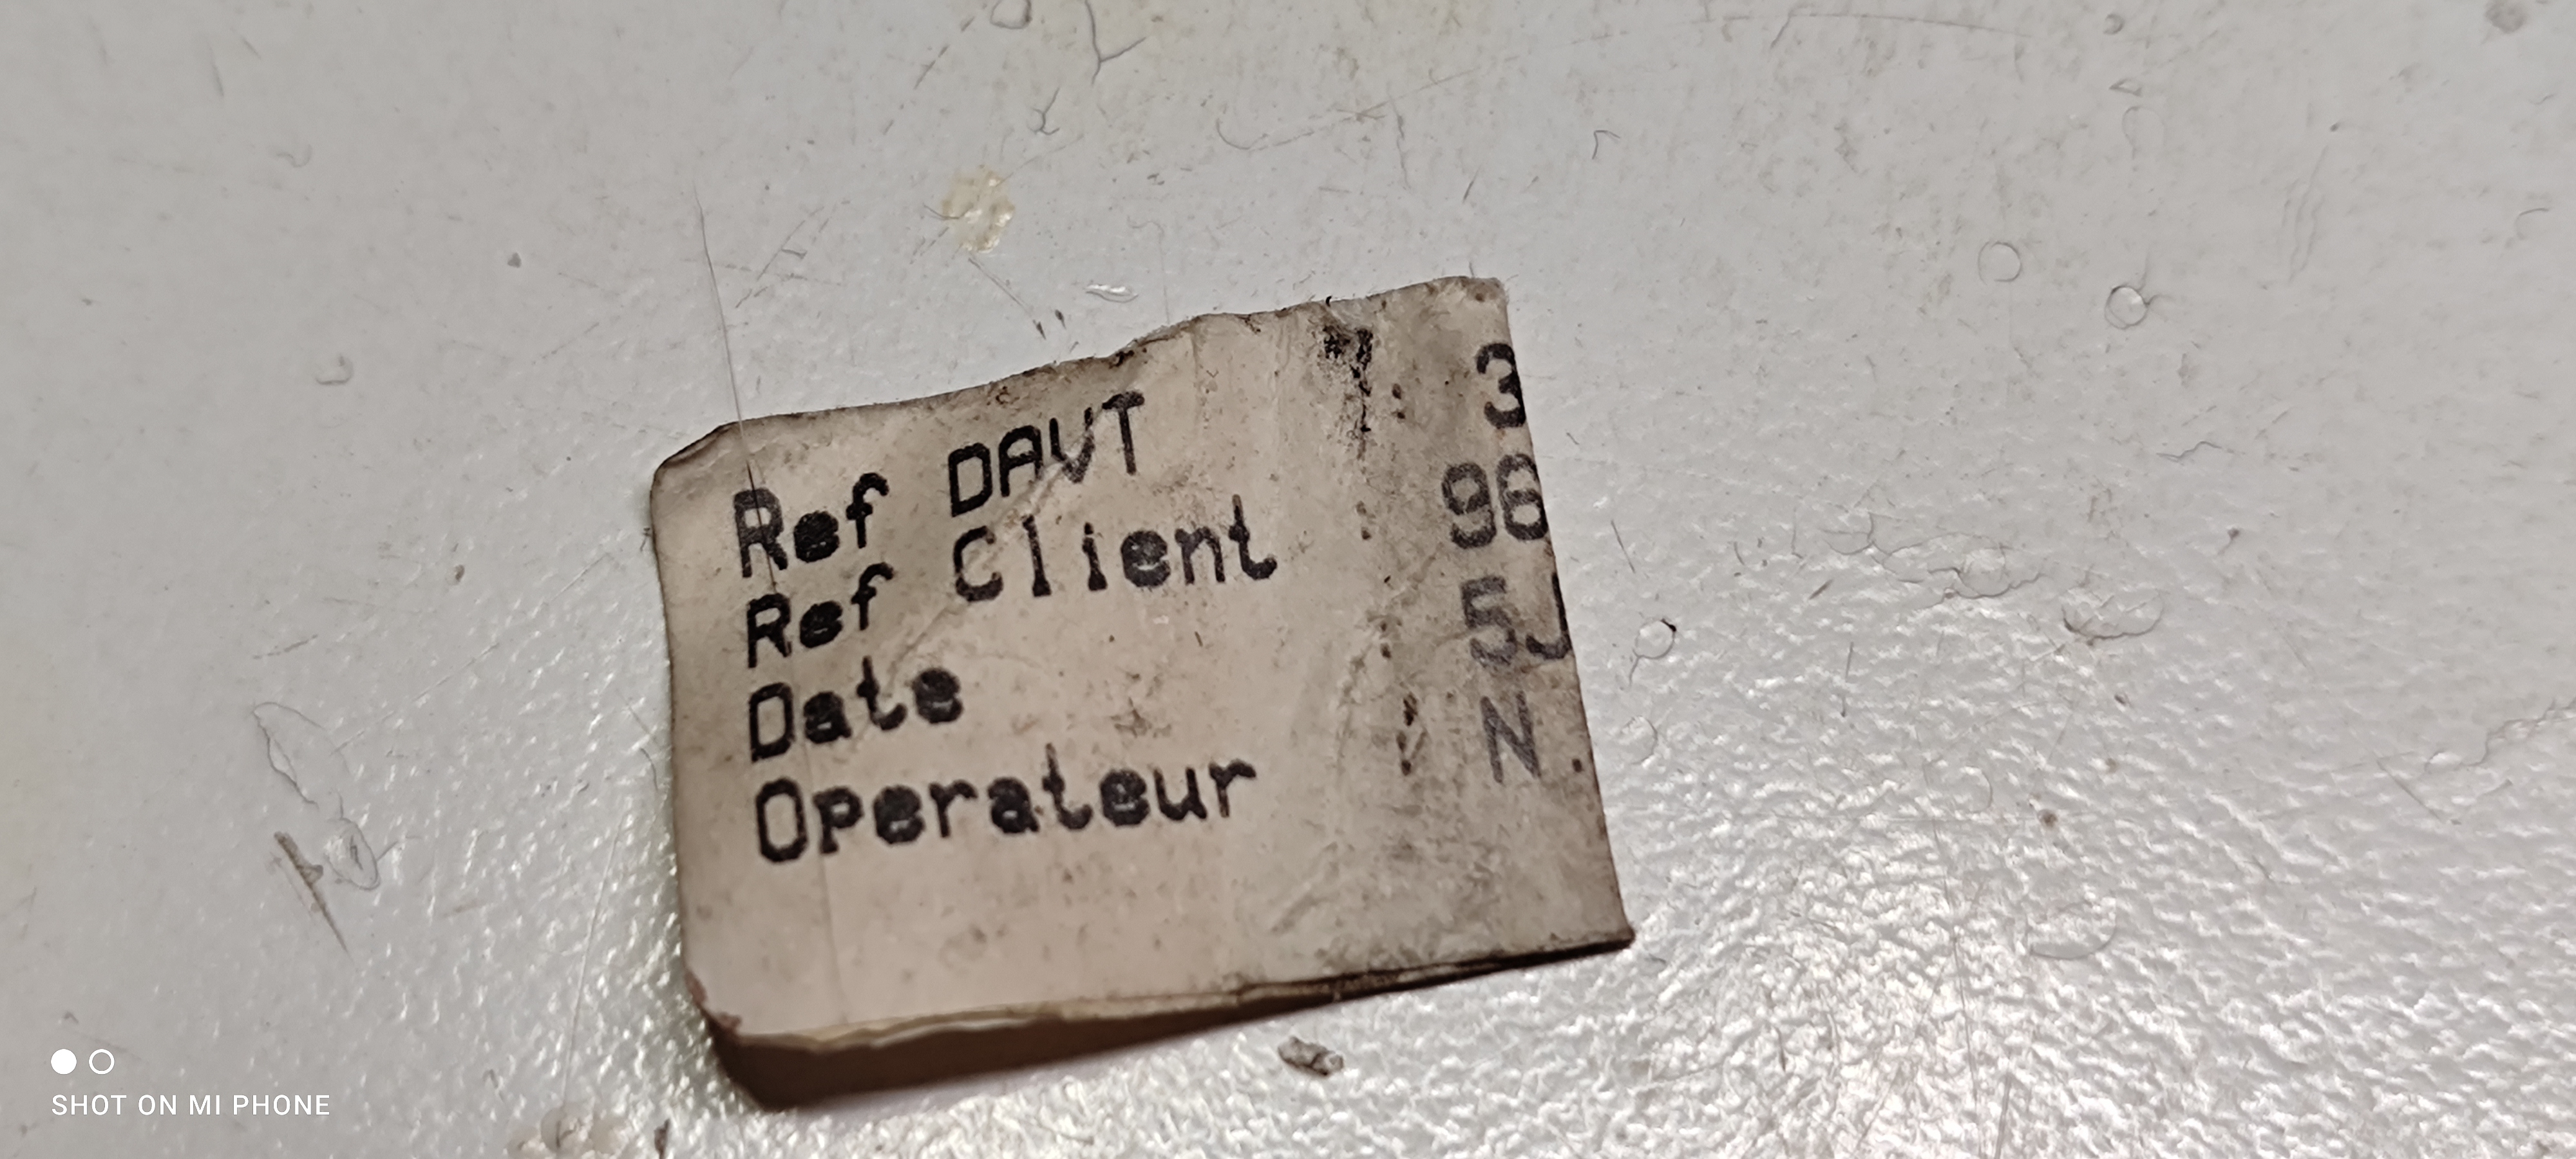 Ref DAVT : 3
Ref Client : 96
Date : 5J
Operateur : N.
SHOT ON MI PHONE